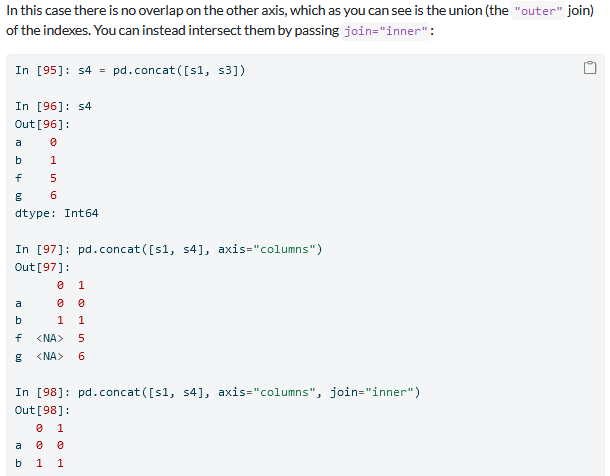 In this case there is no overlap on the other axis, which as you can see is the union (the "outer" join)
of the indexes. You can instead intersect them by passing join="inner":
In [95]: s4 = pd.concat([s1, s3])
In [96]: s4
Out[96]:
a    0
b    1
f    5
g    6
dtype: Int64
In [97]: pd.concat([s1, s4], axis="columns")
Out[97]:
      0  1
a     0  0
b     1  1
f  <NA>  5
g  <NA>  6
In [98]: pd.concat([s1, s4], axis="columns", join="inner")
Out[98]:
   0  1
a  0  0
b  1  1